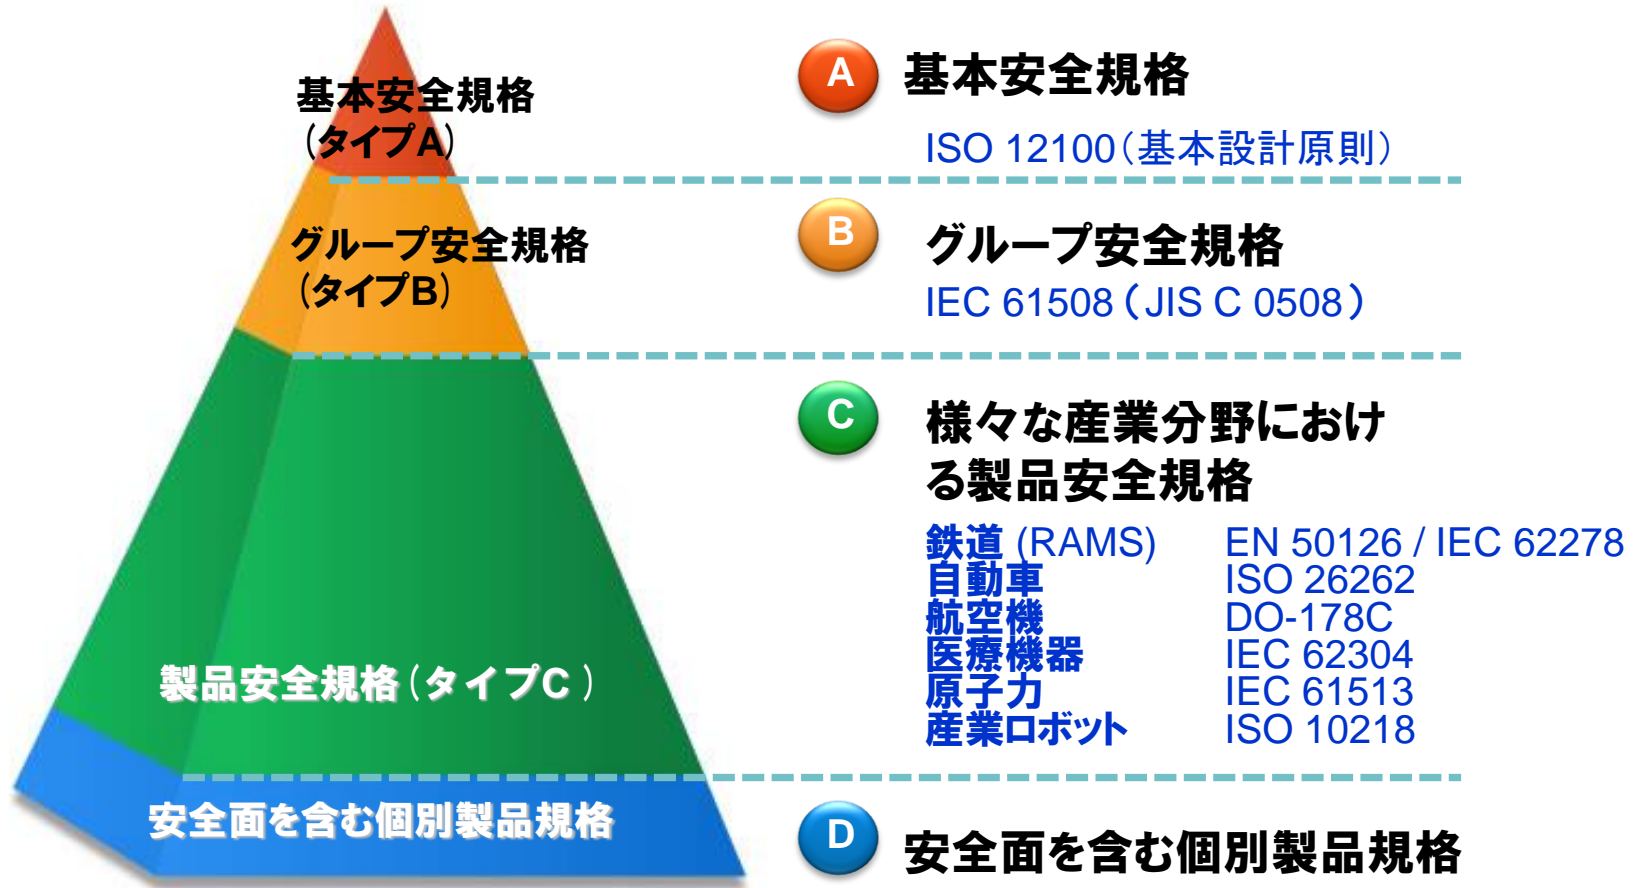 基本安全規格
(タイプA)
グループ安全規格
(タイプB)
製品安全規格(タイプC )
安全面を含む個別製品規格
A 基本安全規格
ISO 12100(基本設計原則)
B グループ安全規格
IEC 61508 (JIS C 0508)
C 様々な産業分野におけ
る製品安全規格
鉄道 (RAMS) EN 50126 / IEC 62278
自動車 ISO 26262
航空機 DO-178C
医療機器 IEC 62304
原子力 IEC 61513
産業ロボット ISO 10218
D 安全面を含む個別製品規格